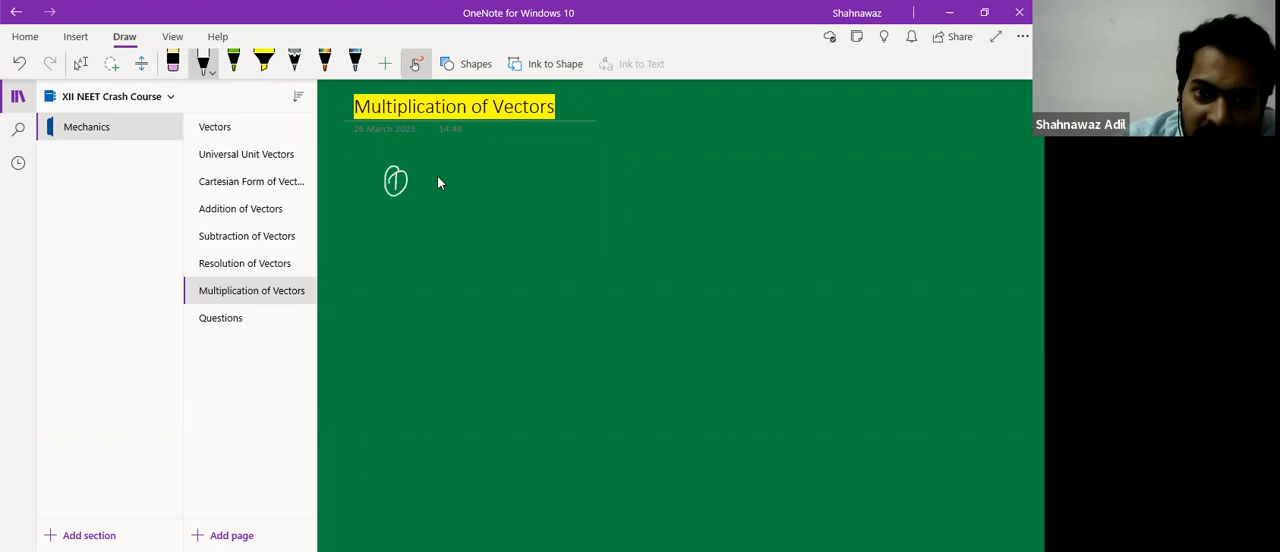 OneNote for Windows 10
Shahnawaz
Home Insert Draw View Help
Share
Shapes
Ink to Shape
Ink to Text
XII NEET Crash Course
Mechanics
Vectors
Universal Unit Vectors
Cartesian Form of Vect...
Addition of Vectors
Subtraction of Vectors
Resolution of Vectors
Multiplication of Vectors
Questions
Add section
Add page
Multiplication of Vectors
26 March 2023 14:48
1
Shahnawaz Adil